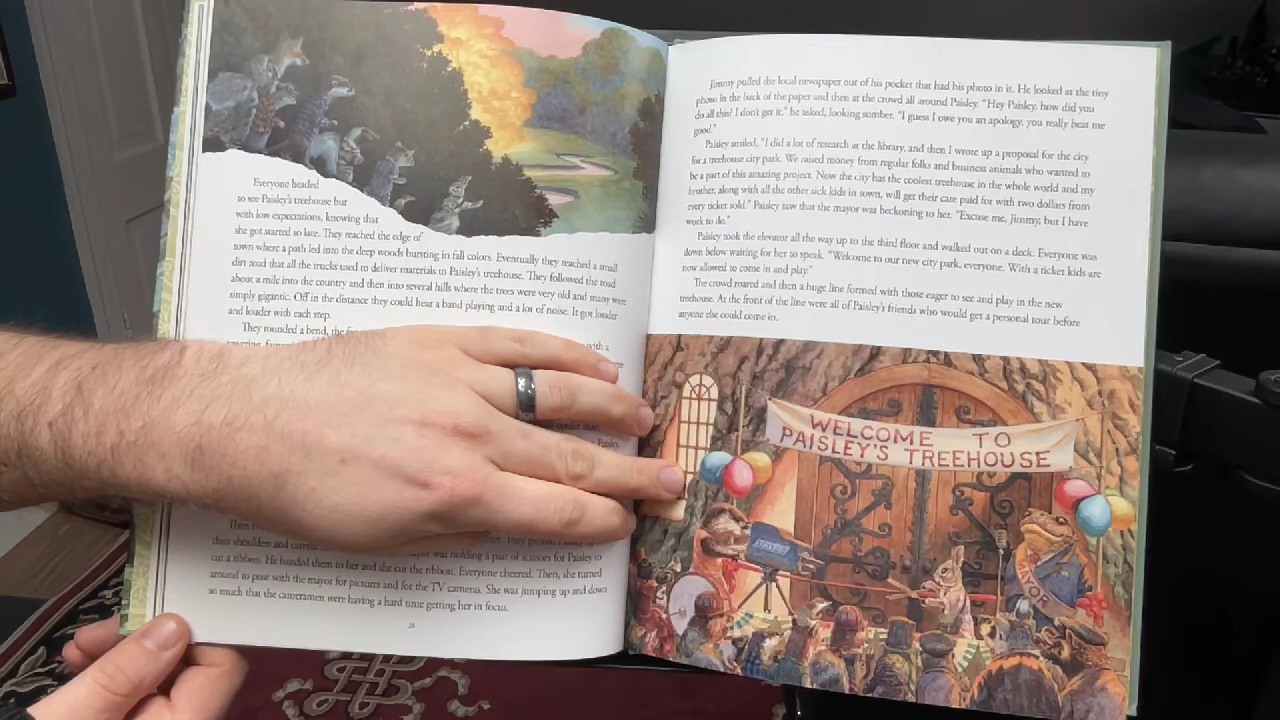 Everyone headed
to see Paisley's treehouse but
with low expectations, knowing that
she got started so late. They reached the edge of
town where a path led into the deep woods bursting in fall colors. Eventually they reached a small
dirt road that all the trucks used to deliver materials to Paisley's treehouse. They followed the road
about a mile into the country and then into several hills where the trees were very old and many were
simply gigantic. Off in the distance they could hear a band playing and a lot of noise. It got louder
and louder with each step.
They rounded a bend, the with a
than
Paisley.
Then
their shoulders and mayor was holding a pair of scissors for Paisley to
cut a ribbon. He handed them to her and she cut the ribbon. Everyone cheered. Then, she turned
around to pose with the mayor for pictures and for the TV cameras. She was jumping up and down
so much that the cameramen were having a hard time getting her in focus.
28
Jimmy pulled the local newspaper out of his pocket that had his photo in it. He looked at the tiny
photo in the back of the paper and then at the crowd all around Paisley. "Hey Paisley, how did you
do all this? I don't get it," he asked, looking somber. "I guess I owe you an apology, you really beat me
good."
Paisley smiled, "I did a lot of research at the library, and then I wrote up a proposal for the city
for a treehouse city park. We raised money from regular folks and business animals who wanted to
be a part of this amazing project. Now the city has the coolest treehouse in the whole world and my
brother, along with all the other sick kids in town, will get their care paid for with two dollars from
every ticket sold." Paisley saw that the mayor was beckoning to her. "Excuse me, Jimmy, but I have
work to do."
Paisley took the elevator all the way up to the third floor and walked out on a deck. Everyone was
down below waiting for her to speak. "Welcome to our new city park, everyone. With a ticket kids are
now allowed to come in and play."
The crowd roared and then a huge line formed with those eager to see and play in the new
treehouse. At the front of the line were all of Paisley's friends who would get a personal tour before
anyone else could come in.
WELCOME TO
PAISLEY'S TREEHOUSE
MAYOR